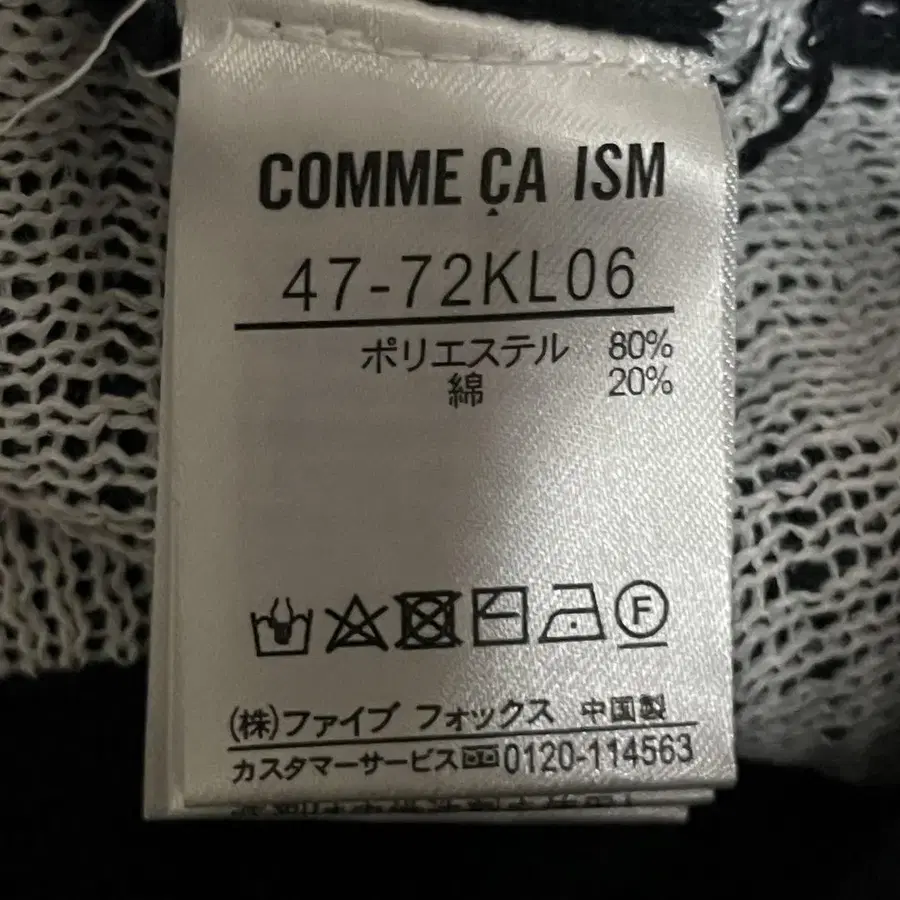 COMME ÇA ISM
47-72KL06
ポリエステル 80%
綿 20%
F
(株)ファイブ フォックス 中国製
カスタマーサービス 0120-114563